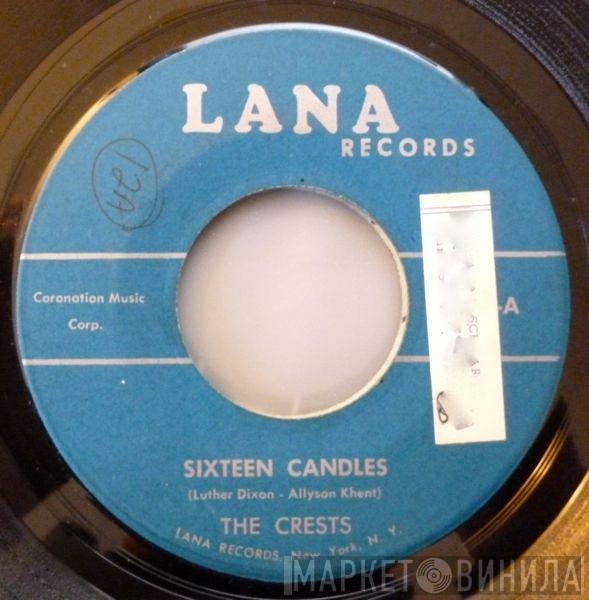 LANA
RECORDS
12A
Coronation Music
Corp.
-A
SIXTEEN CANDLES
(Luther Dixon - Allyson Khent)
THE CRESTS
LANA RECORDS, New York, N. Y.
МАРКЕТ ВИНИЛА